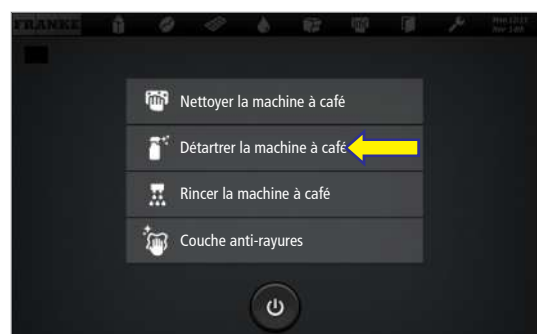 FRANKE
Nettoyer la machine à café
Détartrer la machine à café
Rincer la machine à café
Couche anti-rayures